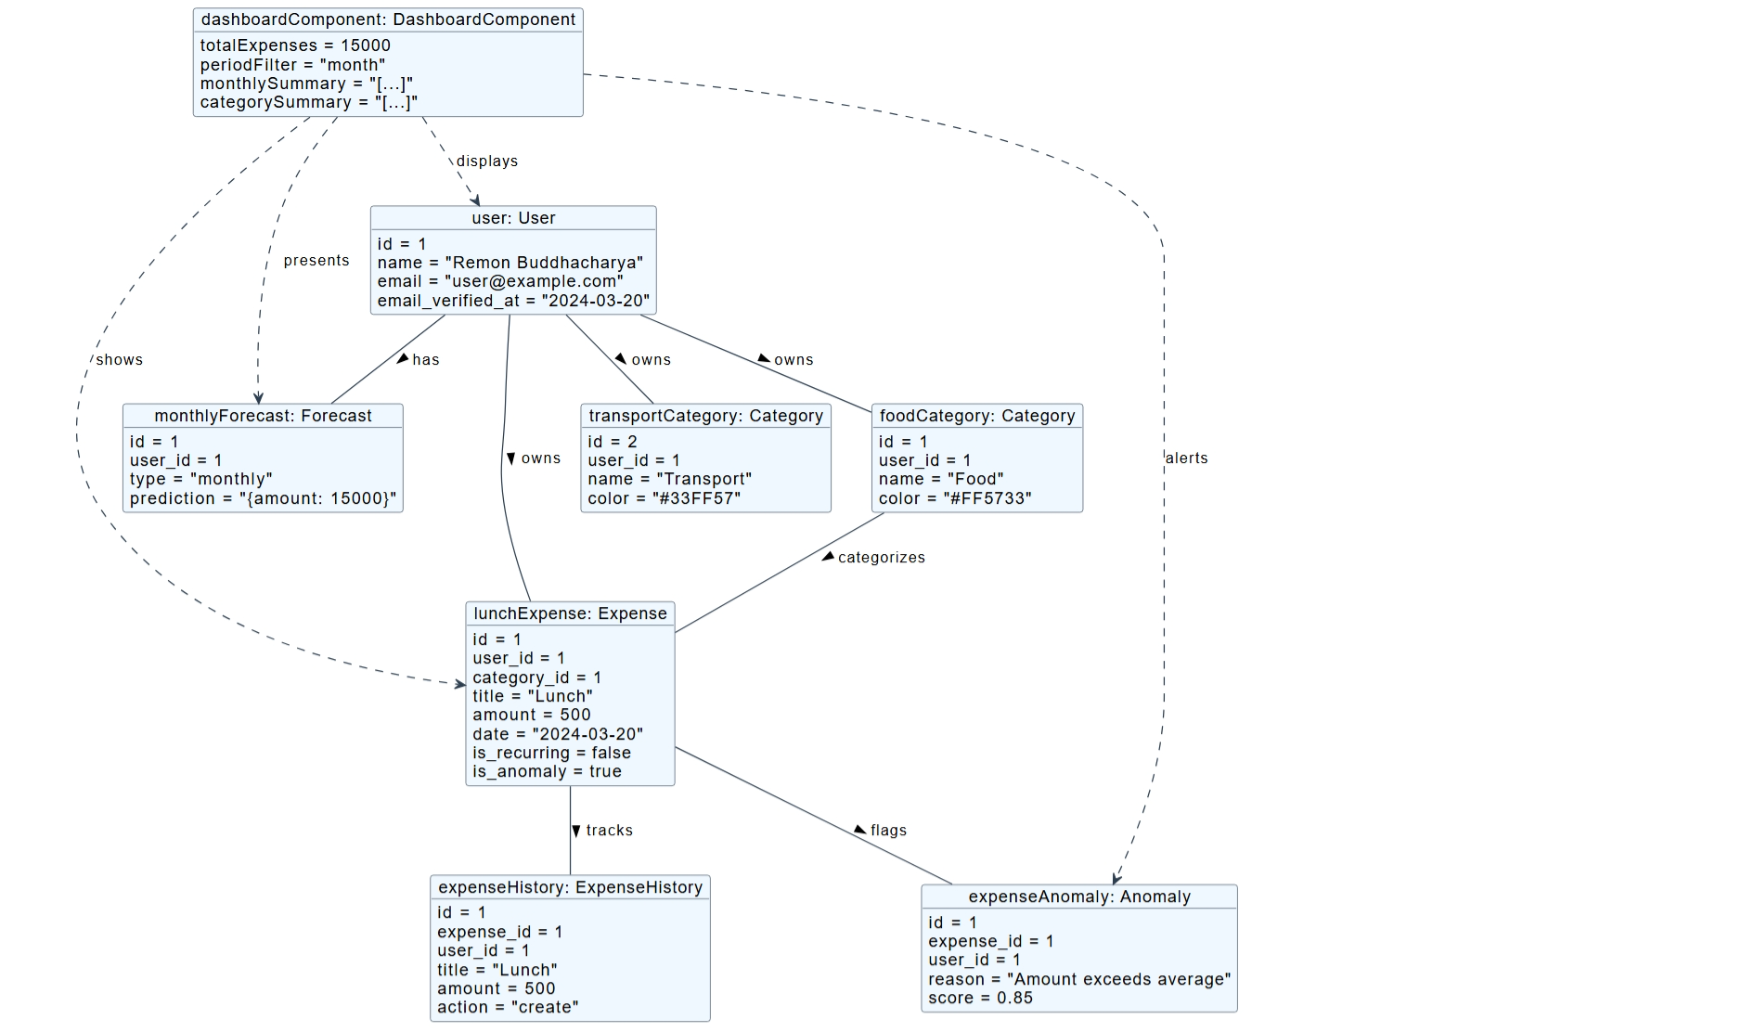 dashboardComponent: DashboardComponent
totalExpenses = 15000
periodFilter = "month"
monthlySummary = "[...]"
categorySummary = "[...]"
displays
user: User
id = 1
name = "Remon Buddhacharya"
email = "user@example.com"
email_verified_at = "2024-03-20"
presents
shows
has
owns
owns
monthlyForecast: Forecast
id = 1
user_id = 1
type = "monthly"
prediction = "{amount: 15000}"
owns
transportCategory: Category
id = 2
user_id = 1
name = "Transport"
color = "#33FF57"
foodCategory: Category
id = 1
user_id = 1
name = "Food"
color = "#FF5733"
alerts
categorizes
lunchExpense: Expense
id = 1
user_id = 1
category_id = 1
title = "Lunch"
amount = 500
date = "2024-03-20"
is_recurring = false
is_anomaly = true
tracks
flags
expenseHistory: ExpenseHistory
id = 1
expense_id = 1
user_id = 1
title = "Lunch"
amount = 500
action = "create"
expenseAnomaly: Anomaly
id = 1
expense_id = 1
user_id = 1
reason = "Amount exceeds average"
score = 0.85